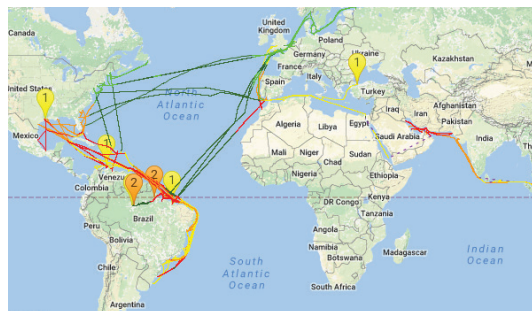 Canada
United States
Mexico
North
Atlantic
Ocean
Venezu
Colombia
Brazil
Peru
Bolivia
Chile
Argentina
South
Atlantic
Ocean
United
Kingdom
Poland
Germany
France
Spain
Italy
Ukraine
Turkey
Kazakhstan
Afghanistan
Iraq
Iran
Pakistan
India
Saudi Arabia
Egypt
Libya
Algeria
Mali
Niger
Chad
Sudan
Nigeria
Ethiopia
DR Congo
Kenya
Tanzania
Angola
Namibia
Botswana
Madagascar
South Africa
Indian
Ocean
1
1
1
2
2
1